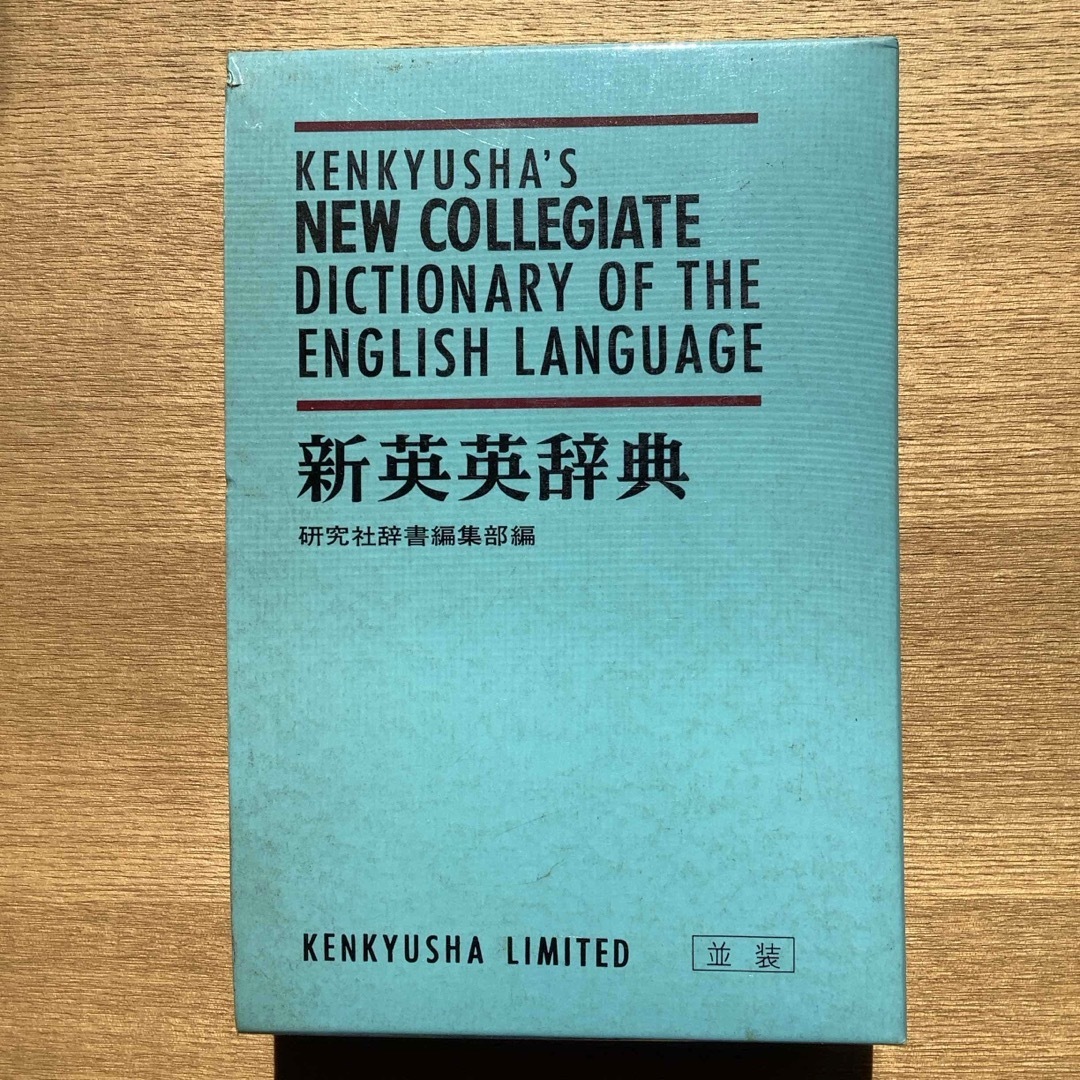 KENKYUSHA'S
NEW COLLEGIATE
DICTIONARY OF THE
ENGLISH LANGUAGE
新英英辞典
研究社辞書編集部編
KENKYUSHA LIMITED
並装